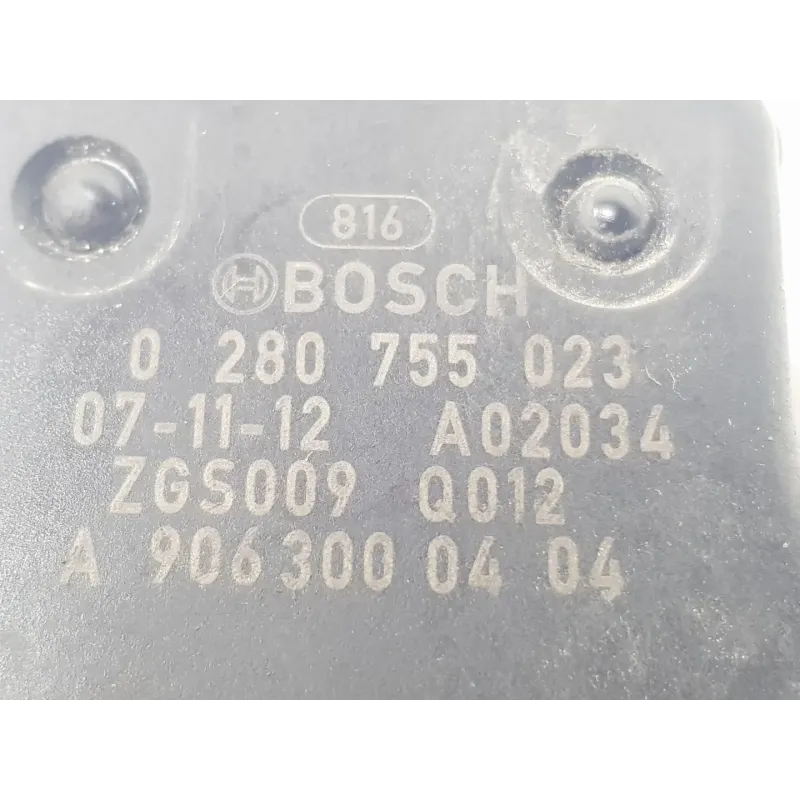 816
BOSCH
0 280 755 023
07-11-12 A02034
ZGS009 Q012
A 906 300 04 04